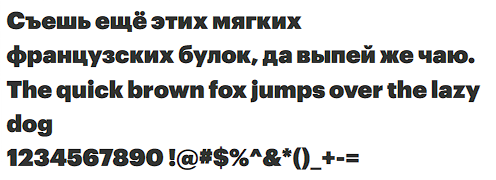 Съешь ещё этих мягких
французских булок, да выпей же чаю.
The quick brown fox jumps over the lazy
dog
1234567890 !@#$%^&*()_+-=